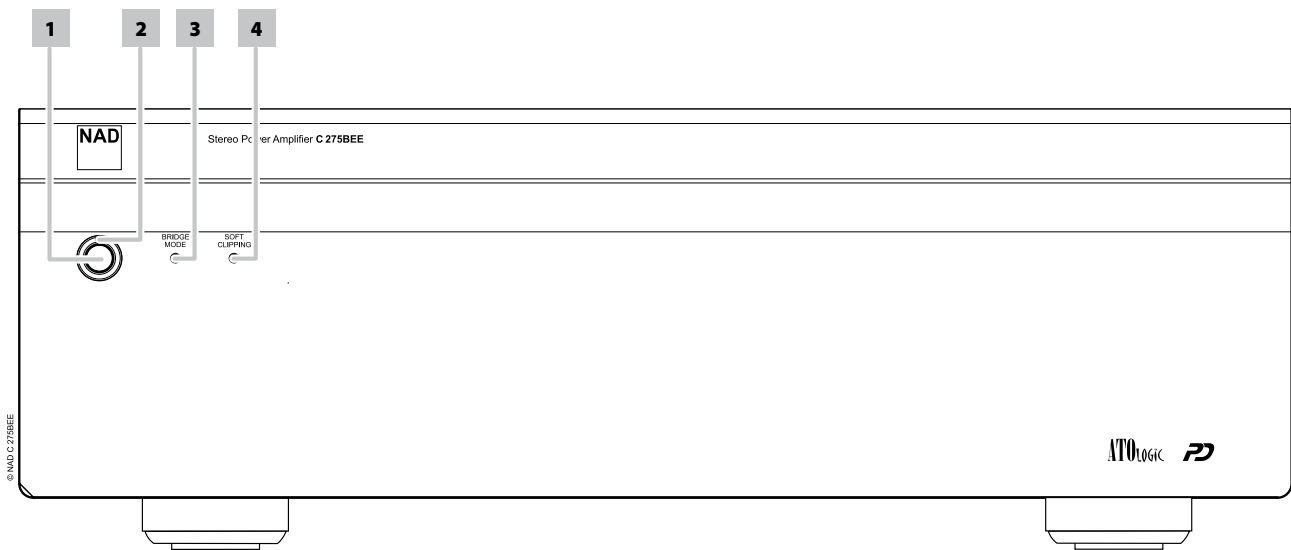 1 2 3 4
NAD
Stereo Power Amplifier C 275BEE
BRIDGE
MODE
SOFT
CLIPPING
© NAD C 275BEE
ATOLOGIC PD